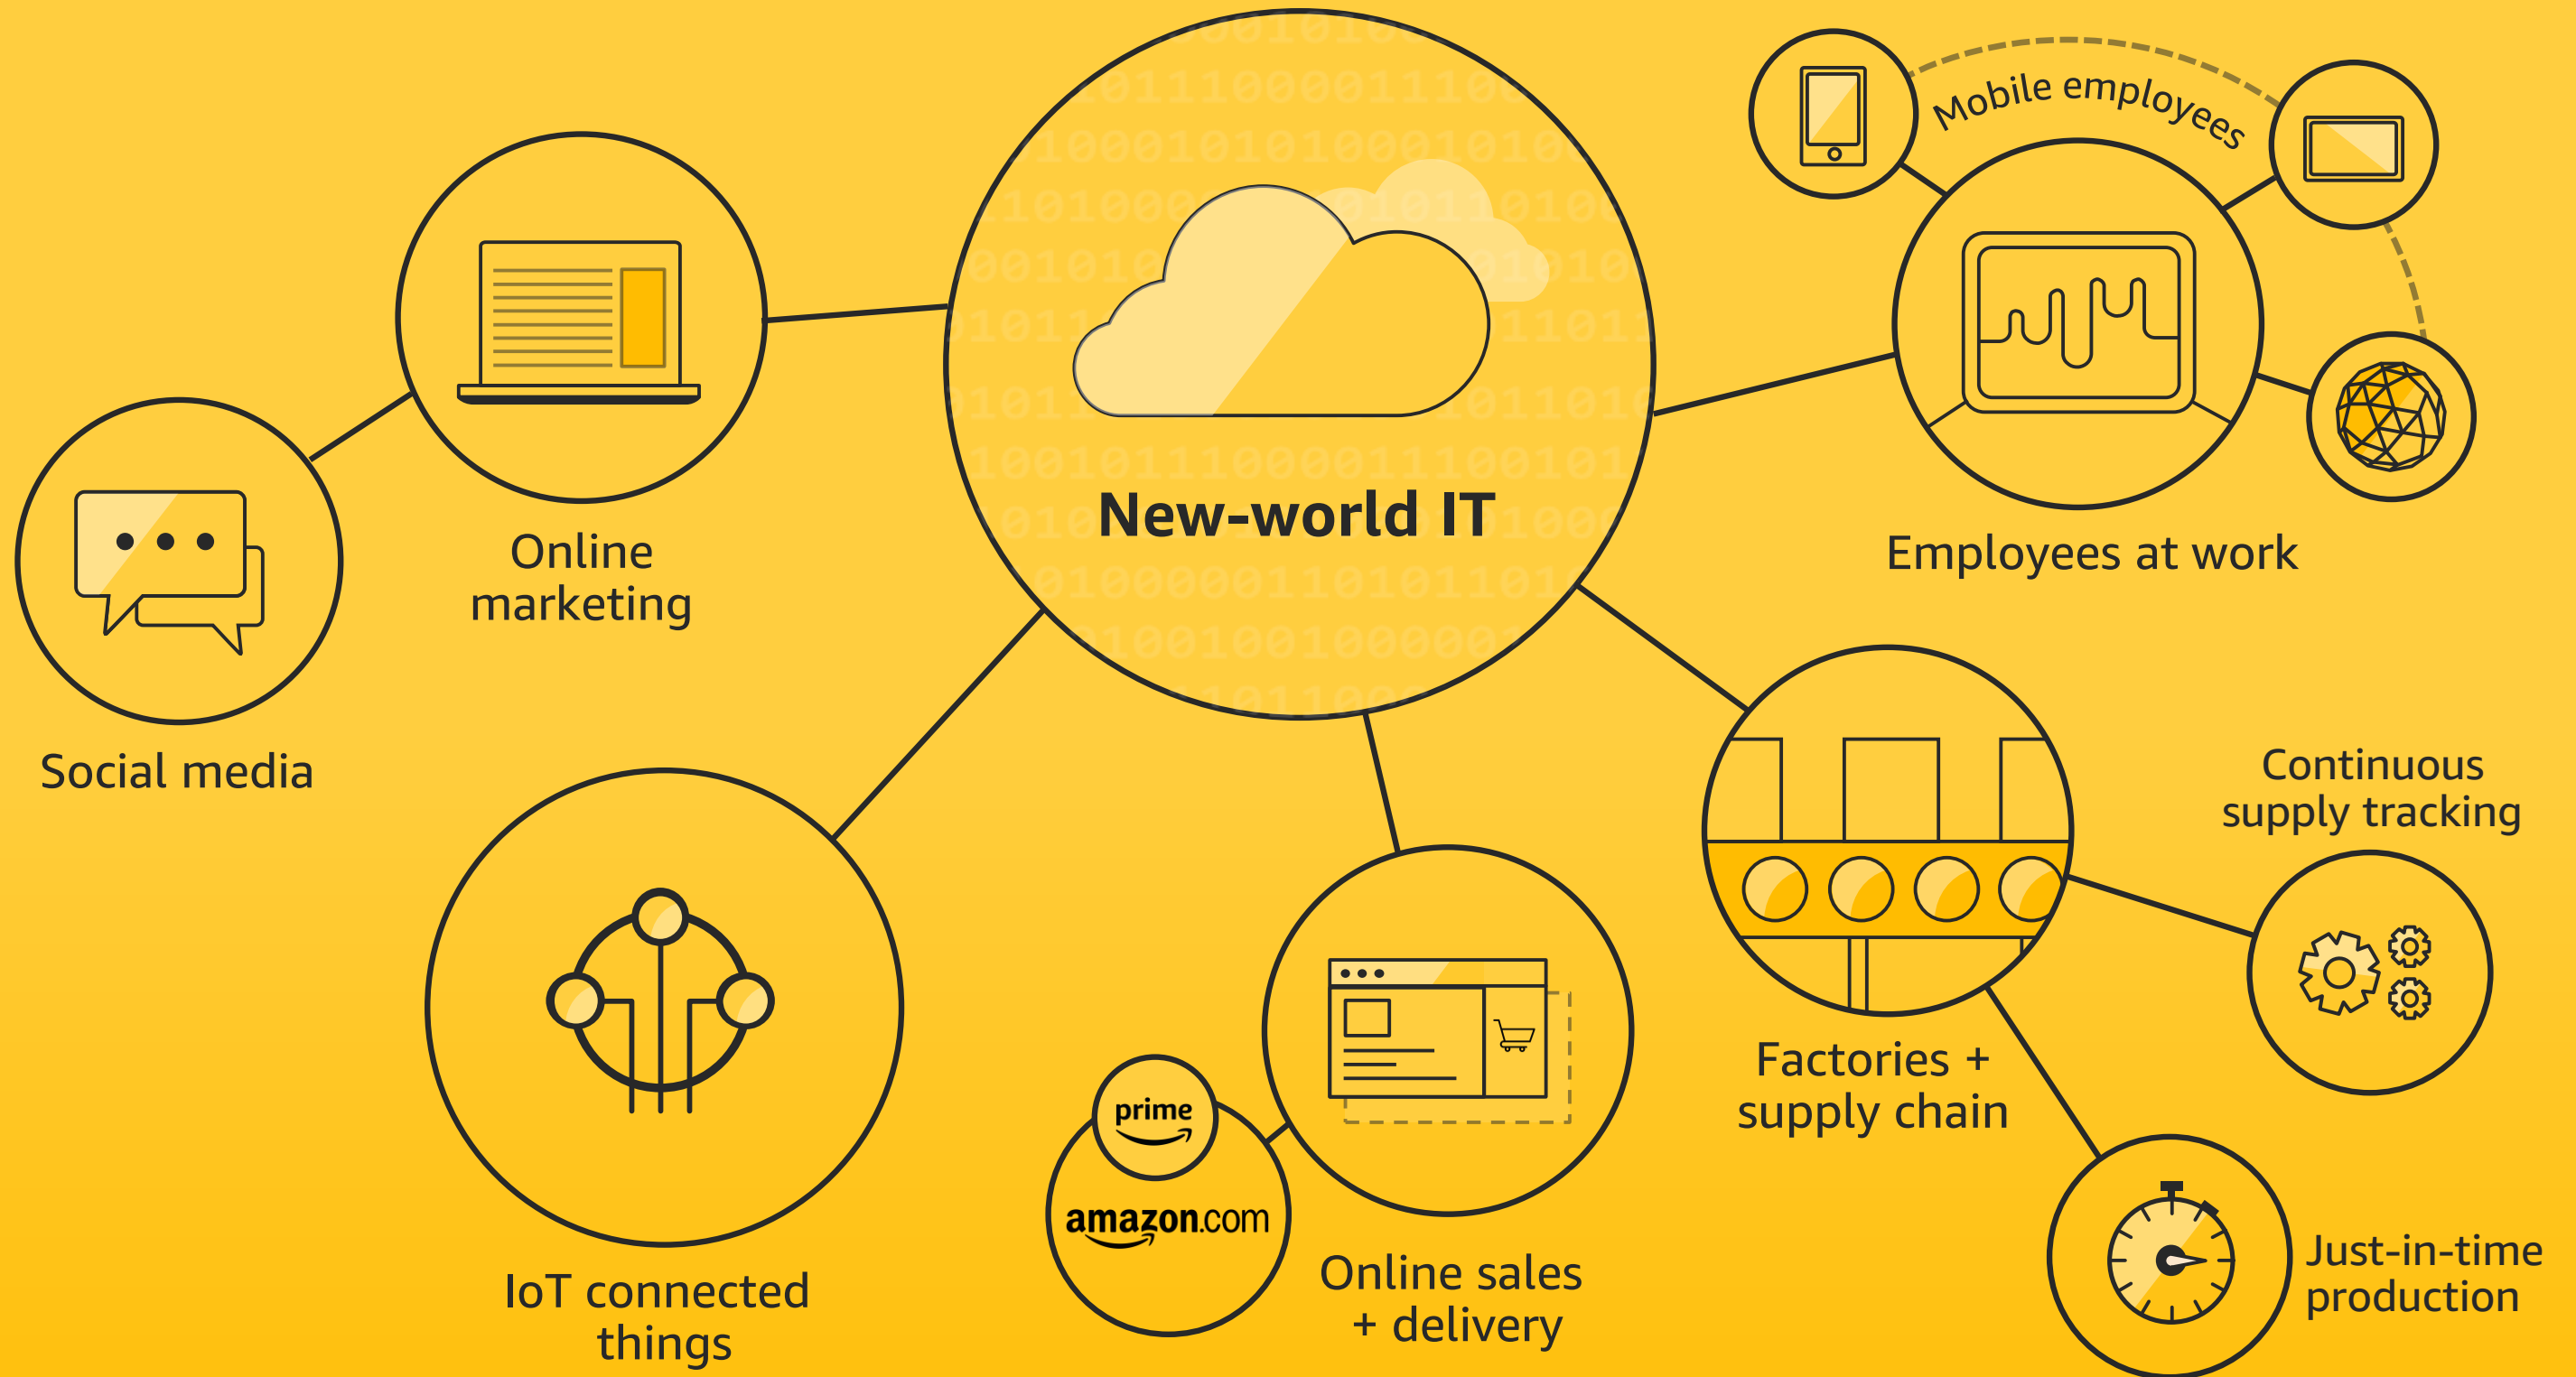 New-world IT
Mobile employees
Employees at work
Online
marketing
Social media
IoT connected
things
prime
amazon.com
Online sales
+ delivery
Factories +
supply chain
Continuous
supply tracking
Just-in-time
production